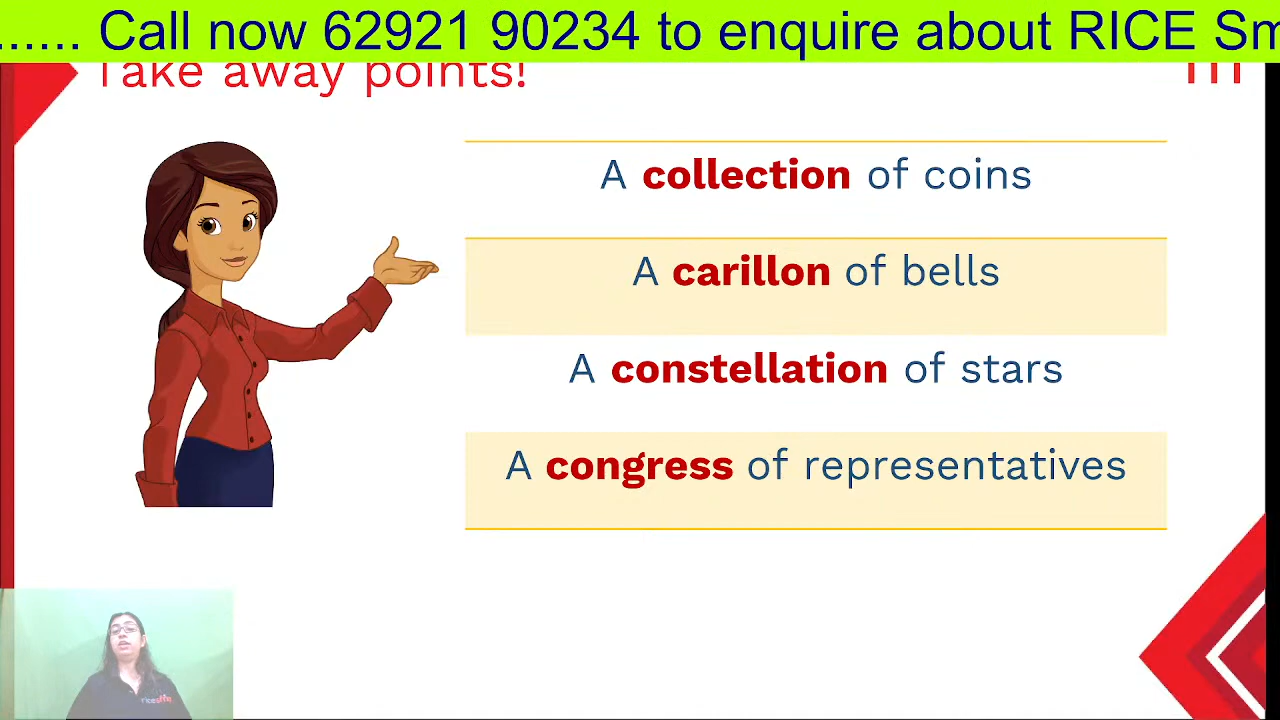 ...... Call now 62921 90234 to enquire about RICE Sm
Take away points!
A collection of coins
A carillon of bells
A constellation of stars
A congress of representatives